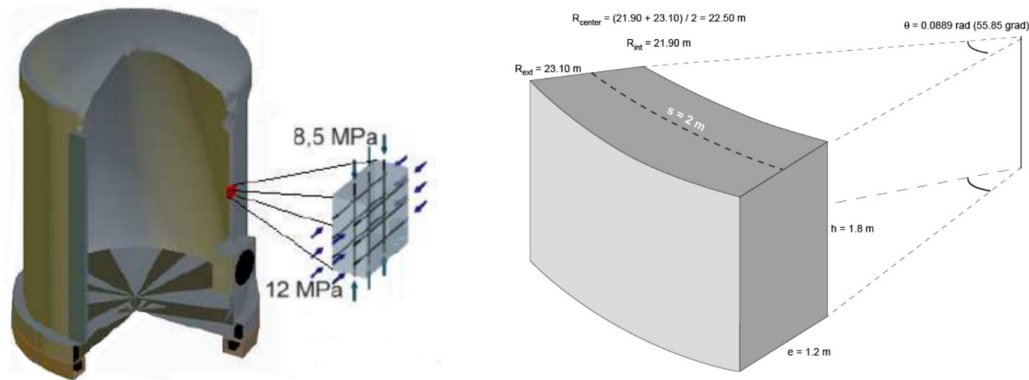 8,5 MPa
12 MPa
R_center = (21.90 + 23.10) / 2 = 22.50 m
R_int = 21.90 m
R_ext = 23.10 m
θ = 0.0889 rad (55.85 grad)
s = 2 m
h = 1.8 m
e = 1.2 m